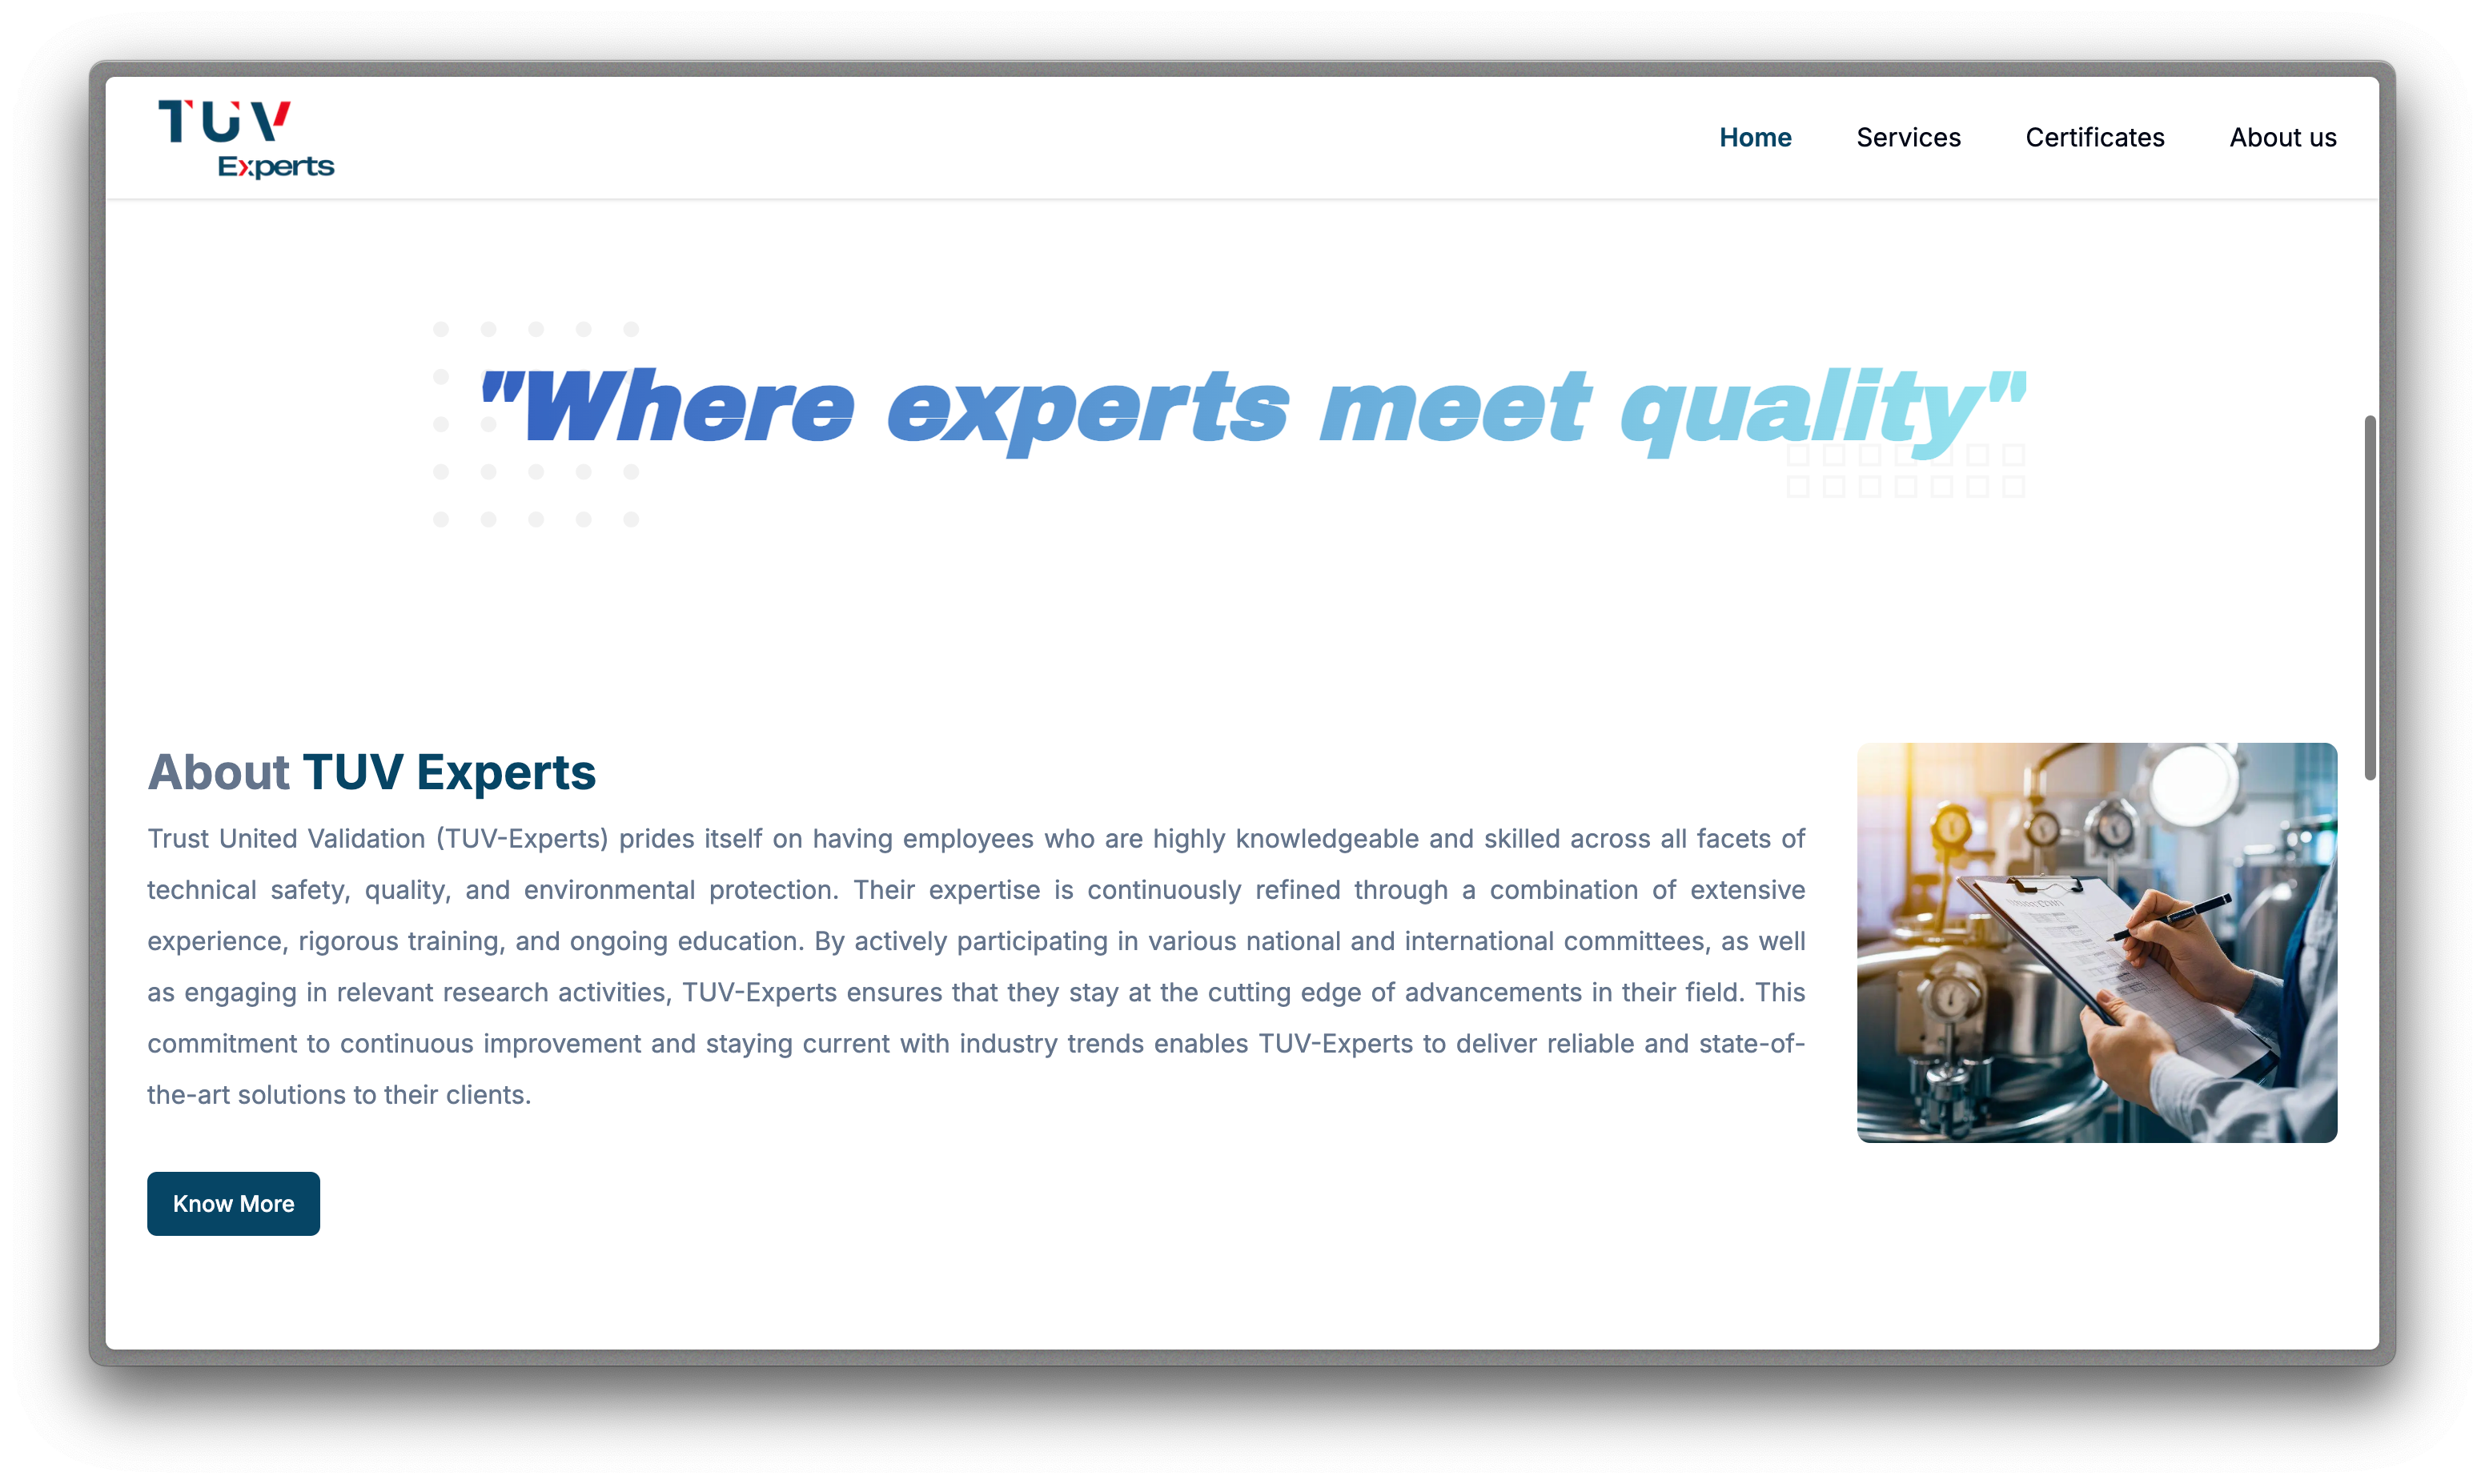 TUV
Experts
Home Services Certificates About us
"Where experts meet quality"
About TUV Experts
Trust United Validation (TUV-Experts) prides itself on having employees who are highly knowledgeable and skilled across all facets of
technical safety, quality, and environmental protection. Their expertise is continuously refined through a combination of extensive
experience, rigorous training, and ongoing education. By actively participating in various national and international committees, as well
as engaging in relevant research activities, TUV-Experts ensures that they stay at the cutting edge of advancements in their field. This
commitment to continuous improvement and staying current with industry trends enables TUV-Experts to deliver reliable and state-of-
the-art solutions to their clients.
Know More